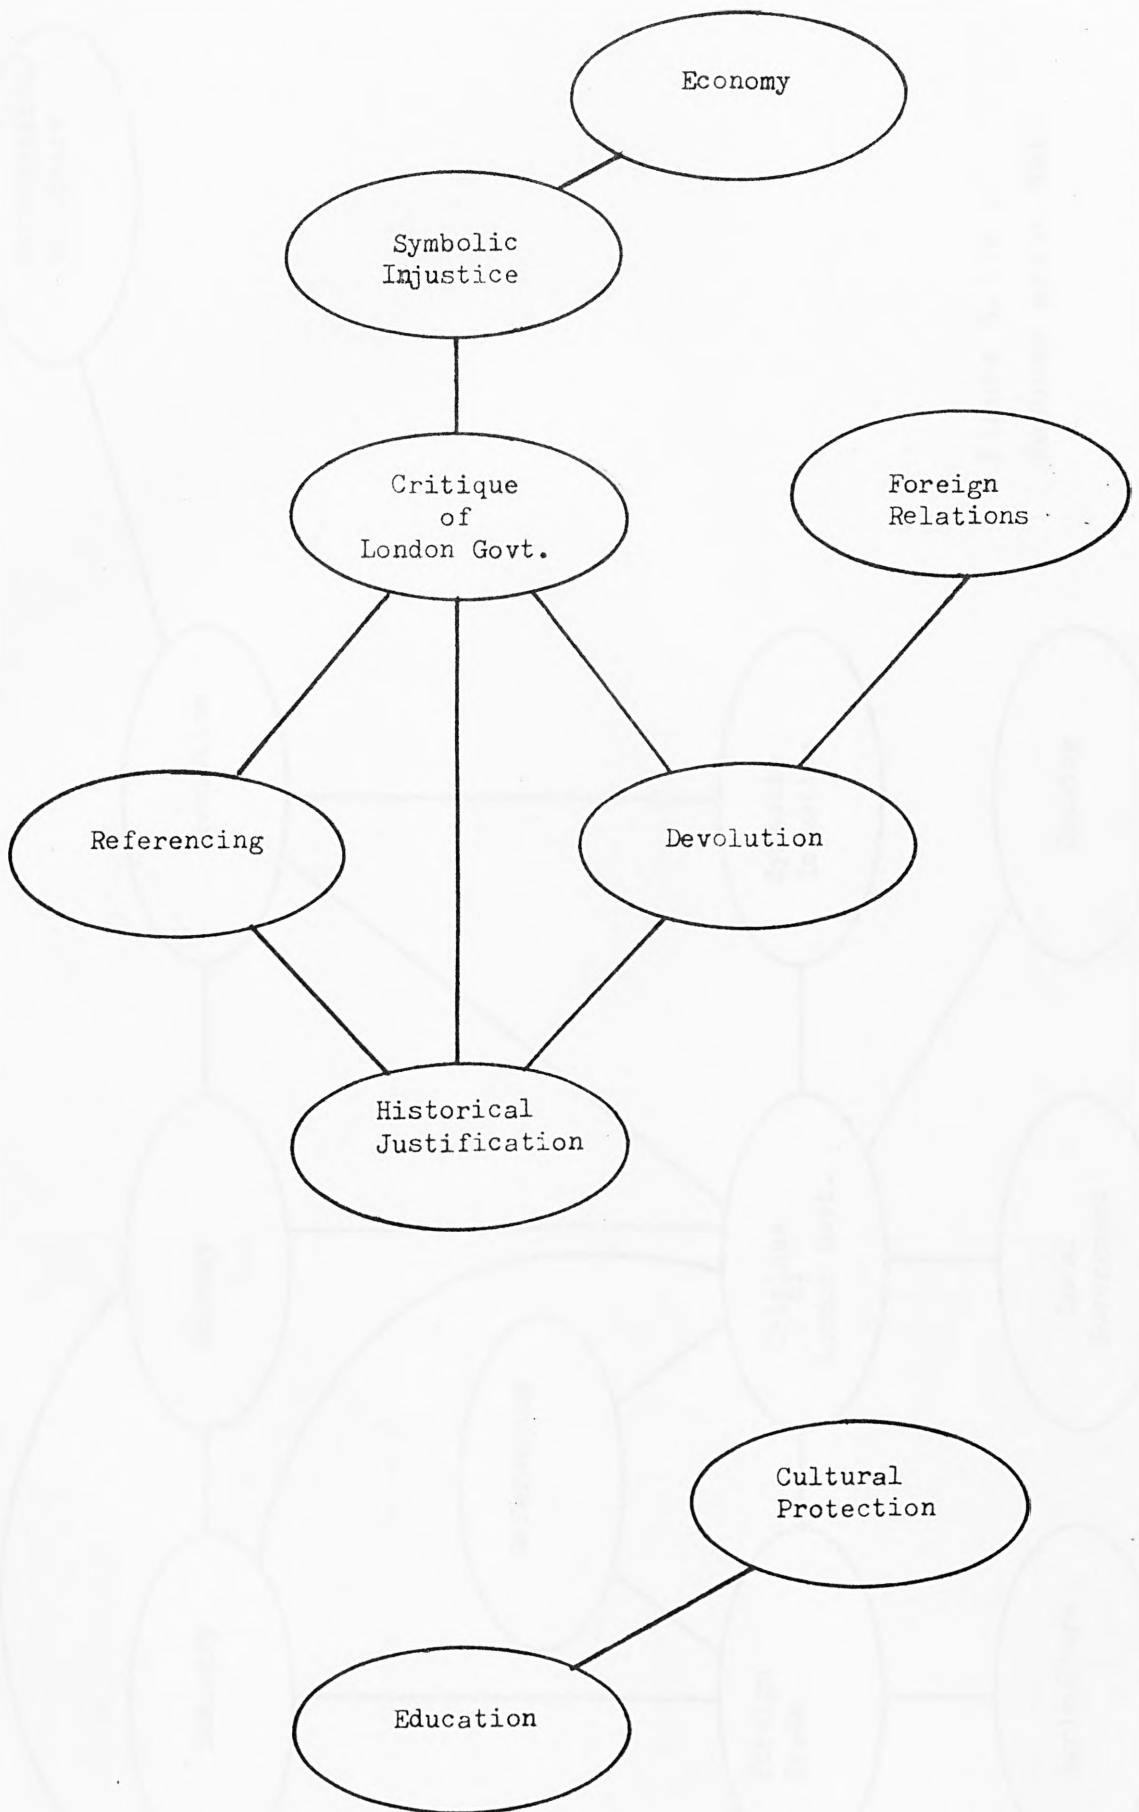 Economy
Symbolic
Injustice
Critique
of
London Govt.
Foreign
Relations
Referencing
Devolution
Historical
Justification
Cultural
Protection
Education